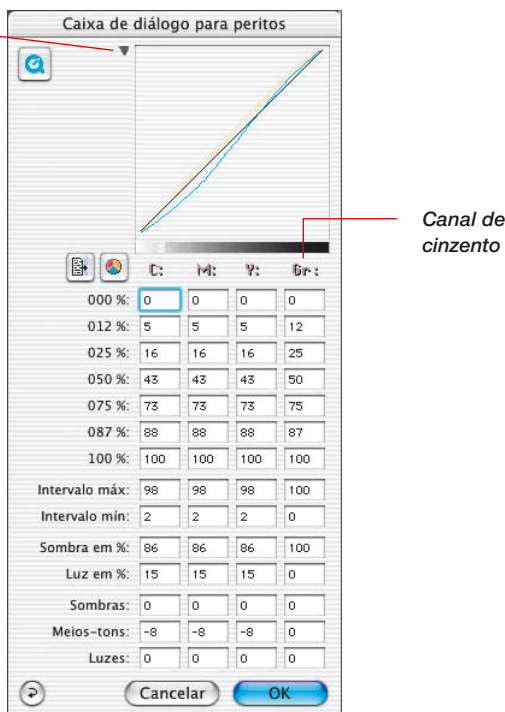 Caixa de diálogo para peritos
Canal de
cinzento
C: M: Y: Gr:
000 %: 0 0 0 0
012 %: 5 5 5 12
025 %: 16 16 16 25
050 %: 43 43 43 50
075 %: 73 73 73 75
087 %: 88 88 88 87
100 %: 100 100 100 100
Intervalo máx: 98 98 98 100
Intervalo mín: 2 2 2 0
Sombra em %: 86 86 86 100
Luz em %: 15 15 15 0
Sombras: 0 0 0 0
Meios-tons: -8 -8 -8 0
Luzes: 0 0 0 0
Cancelar OK